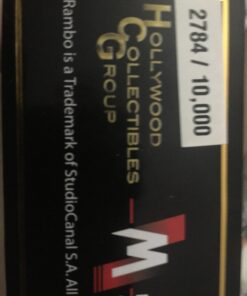 2784 / 10,000
HOLLYWOOD
COLLECTIBLES
GROUP
M
Rambo is a Trademark of StudioCanal S.A. All